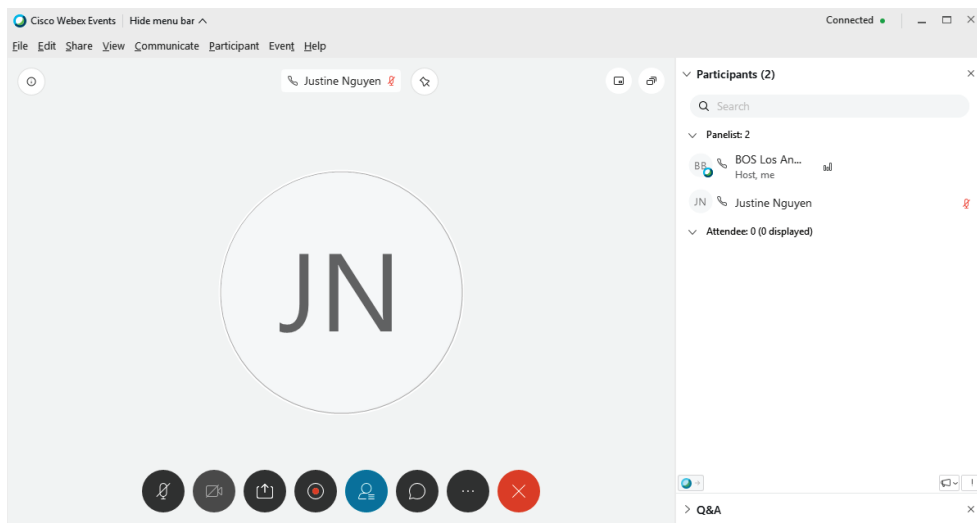 Cisco Webex Events Hide menu bar Connected
File Edit Share View Communicate Participant Event Help
Justine Nguyen
JN
Participants (2)
Search
Panelist: 2
BB BOS Los An...
Host, me
JN Justine Nguyen
Attendee: 0 (0 displayed)
Q&A